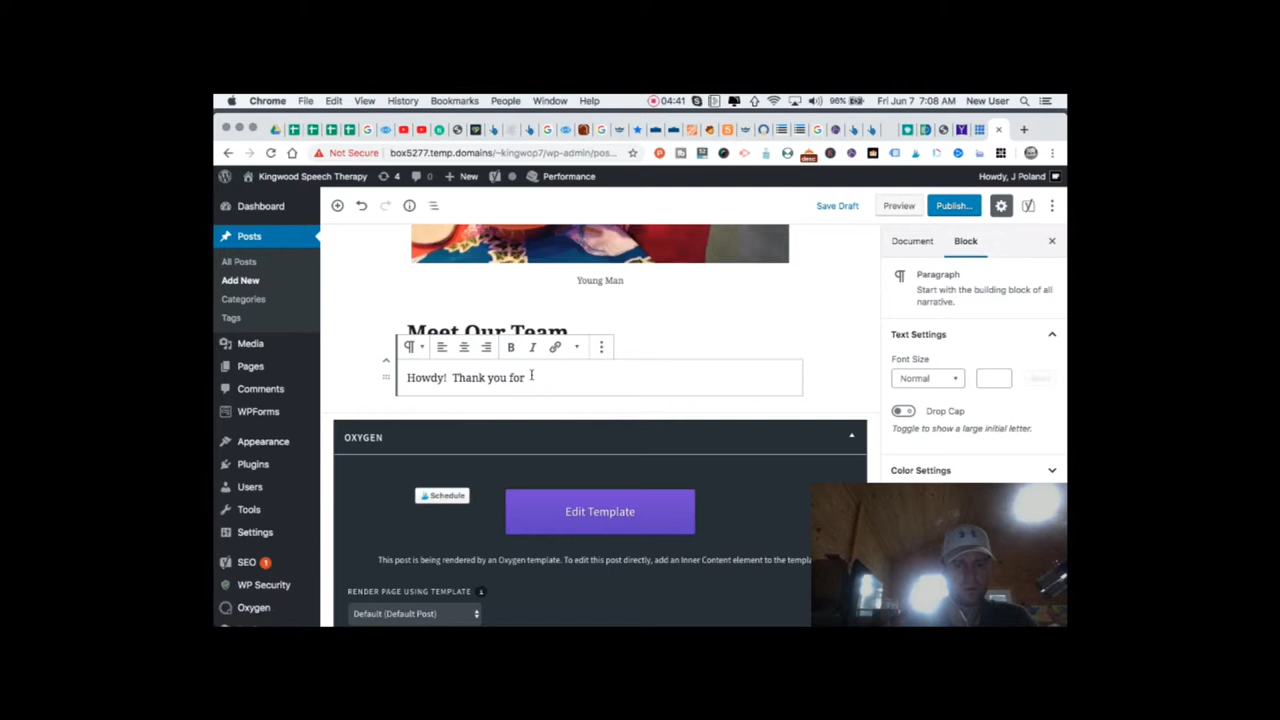 Chrome File Edit View History Bookmarks People Window Help 04:41 96% Fri Jun 7 7:08 AM New User
Not Secure box5277.temp.domains/~kingwop7/wp-admin/pos...
Kingwood Speech Therapy 4 0 New Performance Howdy, J Poland
Dashboard
Save Draft Preview Publish...
Posts
Document Block
All Posts
Add New
Categories
Tags
Young Man
Paragraph
Start with the building block of all
narrative.
Meet Our Team
Text Settings
Media
Pages
Comments
WPForms
B I
Font Size
Howdy! Thank you for
Normal
Drop Cap
Toggle to show a large initial letter.
Appearance
OXYGEN
Plugins
Color Settings
Users
Schedule
Edit Template
Tools
Settings
SEO 1
This post is being rendered by an Oxygen template. To edit this post directly, add an Inner Content element to the templa
WP Security
RENDER PAGE USING TEMPLATE
Oxygen
Default (Default Post)